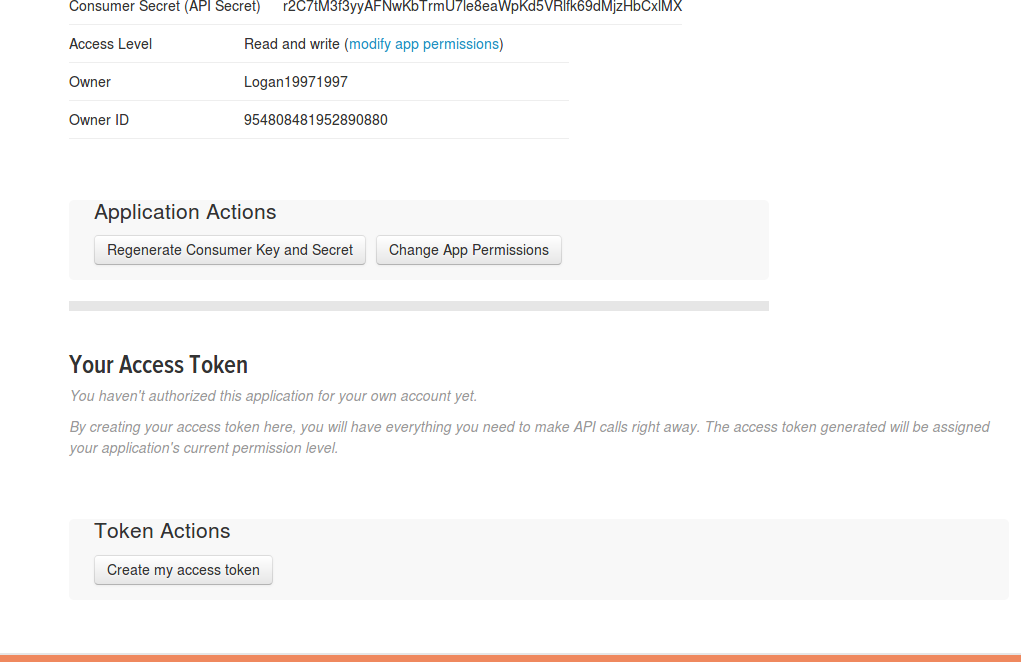 Consumer Secret (API Secret) r2C7tM3f3yyAFNwKbTrmU7le8eaWpKd5VRlfk69dMjzHbCxlMX
Access Level Read and write (modify app permissions)
Owner Logan19971997
Owner ID 954808481952890880
Application Actions
Regenerate Consumer Key and Secret Change App Permissions
Your Access Token
You haven't authorized this application for your own account yet.
By creating your access token here, you will have everything you need to make API calls right away. The access token generated will be assigned
your application's current permission level.
Token Actions
Create my access token